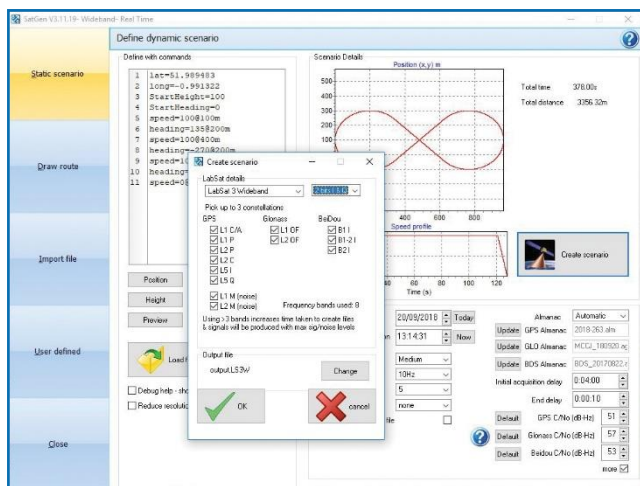 SatGen V3.11.19- Wideband- Real Time
Define dynamic scenario
Static scenario
Draw route
Import file
User defined
Close
Define with commands
1 lat=51.989483
2 long=-0.991322
3 StartHeight=100
4 StartHeading=0
5 speed=100@100m
6 heading=135@200m
7 speed=100@400m
8 heading=-270@200m
9 speed=10
10 heading=
11 speed=0@
Position
Height
Preview
Load f
Debug help - sho
Reduce resolutio
Scenario Details
Position (x,y) m
500
400
300
200
100
400 600 800
Total time 378.00s
Total distance 3356.32m
Speed profile
40 60 80 100 120
Time (s)
Create scenario
Create scenario
LabSat details
LabSat 3 Wideband
2 bits I & Q
Pick up to 3 constellations
GPS Glonass BeiDou
L1 C/A L1 OF B1 I
L1 P L2 OF B1-2 I
L2 P B2 I
L2 C
L5 I
L5 Q
L1 M (noise)
L2 M (noise) Frequency bands used: 8
Using >3 bands increases time taken to create files
& signals will be produced with max sig/noise levels
Output file
output.LS3W
Change
OK
cancel
20/09/2018 Today
on 13:14:31 Now
Medium
10Hz
5
none
file
Almanac Automatic
Update GPS Almanac 2018-263.alm
Update GLO Almanac MCCJ_180920.ag
Update BDS Almanac BDS_20170822.x
Initial acquisition delay 0:04:00
End delay 0:00:10
Default GPS C/No (dB-Hz) 51
Default Glonass C/No (dB-Hz) 57
Default Beidou C/No (dB-Hz) 53
more